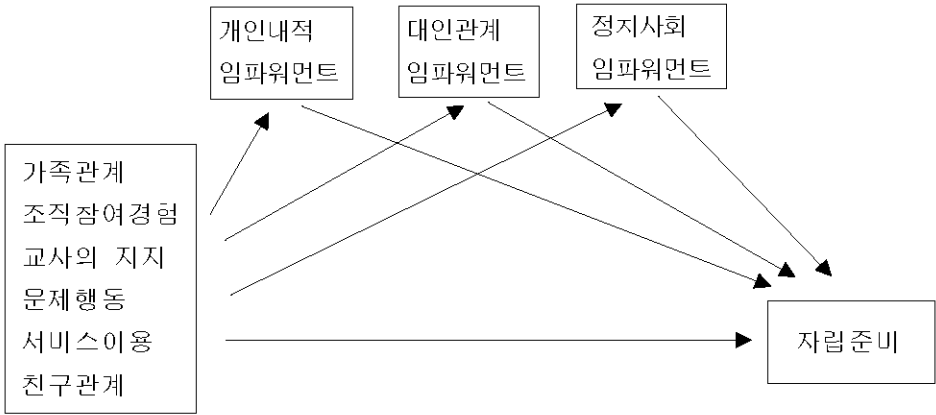 개인내적
임파워먼트
대인관계
임파워먼트
정지사회
임파워먼트
가족관계
조직참여경험
교사의 지지
문제행동
서비스이용
친구관계
자립준비